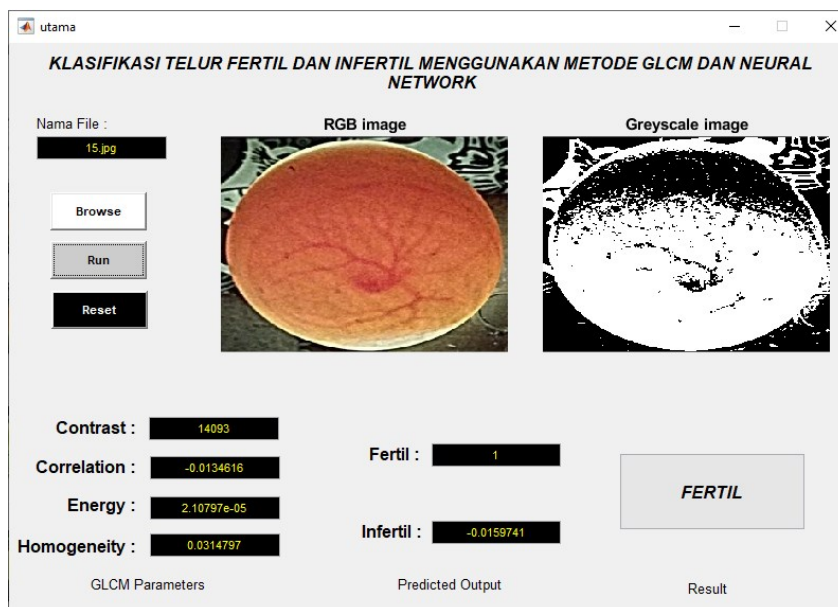 utama
KLASIFIKASI TELUR FERTIL DAN INFERTIL MENGGUNAKAN METODE GLCM DAN NEURAL
NETWORK
Nama File :
15.jpg
Browse
Run
Reset
RGB image
Greyscale image
Contrast :
14093
Correlation :
-0.0134616
Energy :
2.10797e-05
Homogeneity :
0.0314797
GLCM Parameters
Fertil :
1
Infertil :
-0.0159741
Predicted Output
FERTIL
Result